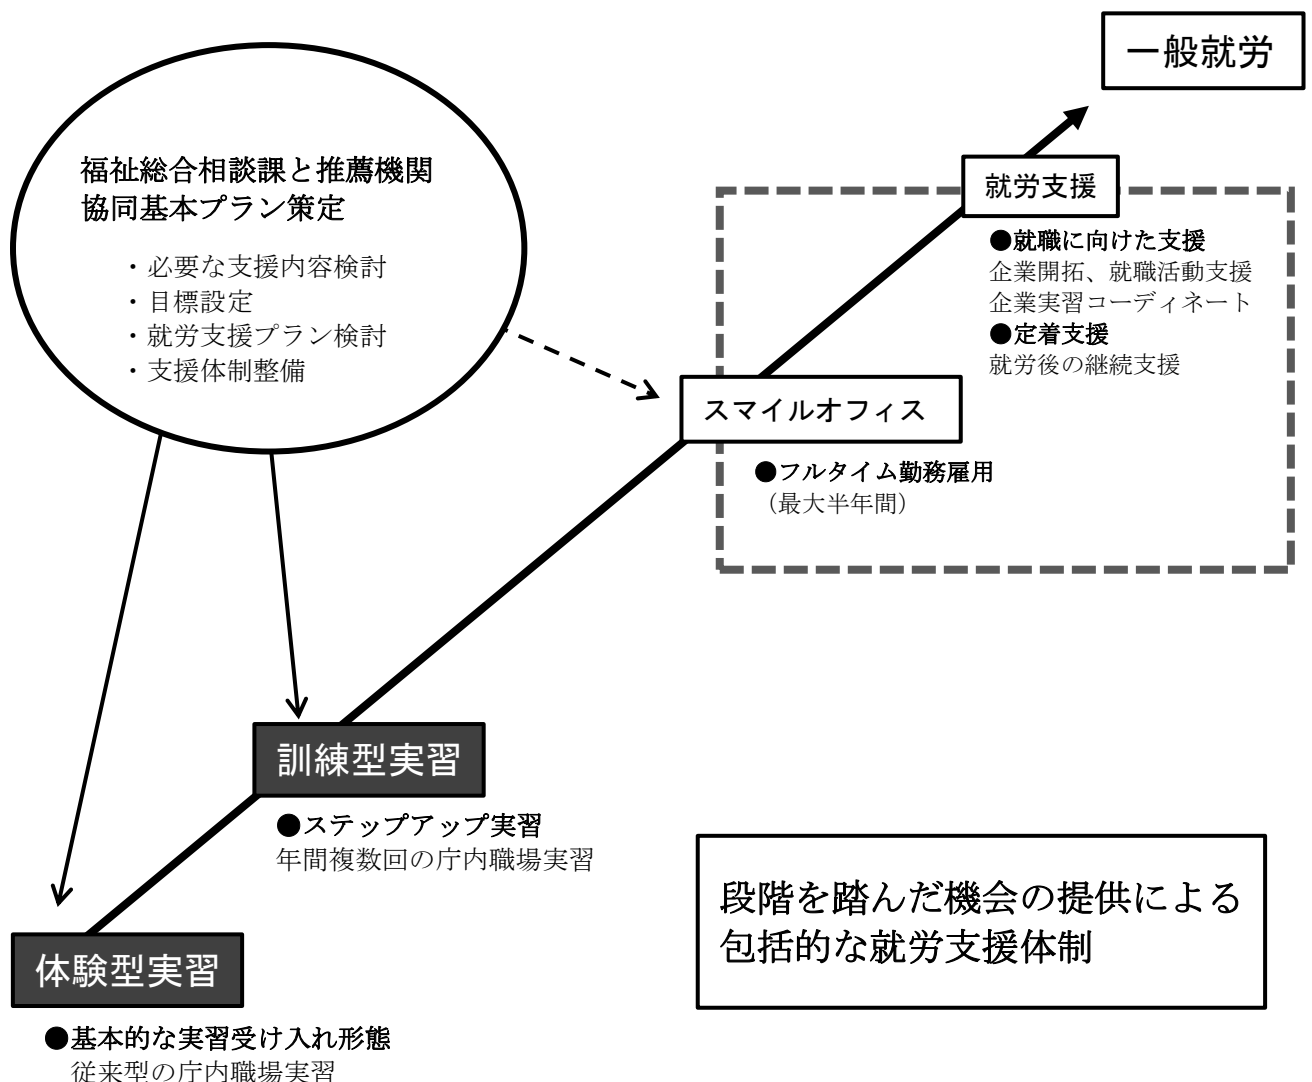 一般就労
福祉総合相談課と推薦機関
協同基本プラン策定
・必要な支援内容検討
・目標設定
・就労支援プラン検討
・支援体制整備
就労支援
●就職に向けた支援
企業開拓、就職活動支援
企業実習コーディネート
●定着支援
就労後の継続支援
スマイルオフィス
●フルタイム勤務雇用
（最大半年間）
訓練型実習
●ステップアップ実習
年間複数回の庁内職場実習
段階を踏んだ機会の提供による
包括的な就労支援体制
体験型実習
●基本的な実習受け入れ形態
従来型の庁内職場実習